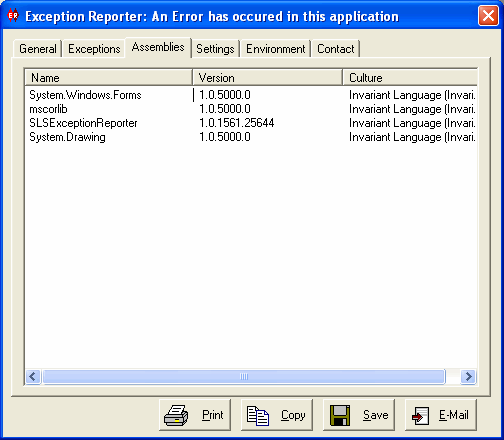 ER Exception Reporter: An Error has occured in this application
General Exceptions Assemblies Settings Environment Contact
Name Version Culture
System.Windows.Forms 1.0.5000.0 Invariant Language (Invari.
mscorlib 1.0.5000.0 Invariant Language (Invari.
SLSExceptionReporter 1.0.1561.25644 Invariant Language (Invari.
System.Drawing 1.0.5000.0 Invariant Language (Invari.
Print Copy Save E-Mail